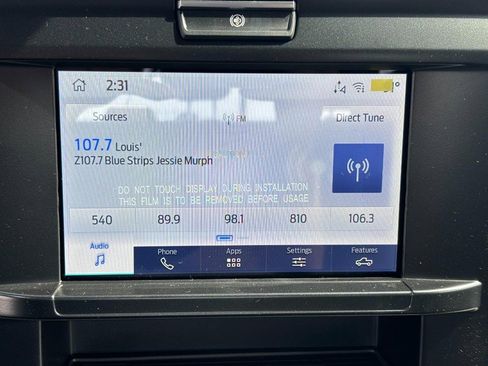 2:31
Sources
FM
Direct Tune
107.7 Louis'
Z107.7 Blue Strips Jessie Murph
DO NOT TOUCH DISPLAY DURING INSTALLATION
THIS FILM IS TO BE REMOVED BEFORE USAGE
540 89.9 98.1 810 106.3
Audio Phone Apps Settings Features